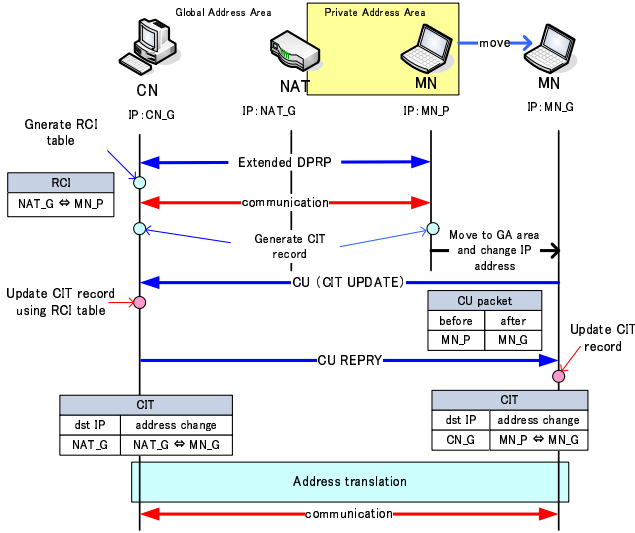 Global Address Area
Private Address Area
move
CN
NAT
MN
MN
IP:CN_G
IP:NAT_G
IP:MN_P
IP:MN_G
Gnerate RCI
table
Extended DPRP
RCI
NAT_G ⇔ MN_P
communication
Generate CIT
record
Move to GA area
and change IP
address
CU (CIT UPDATE)
Update CIT record
using RCI table
CU packet
before after
MN_P MN_G
Update CIT
record
CU REPRY
CIT
dst IP address change
NAT_G NAT_G ⇔ MN_G
CIT
dst IP address change
CN_G MN_P ⇔ MN_G
Address translation
communication